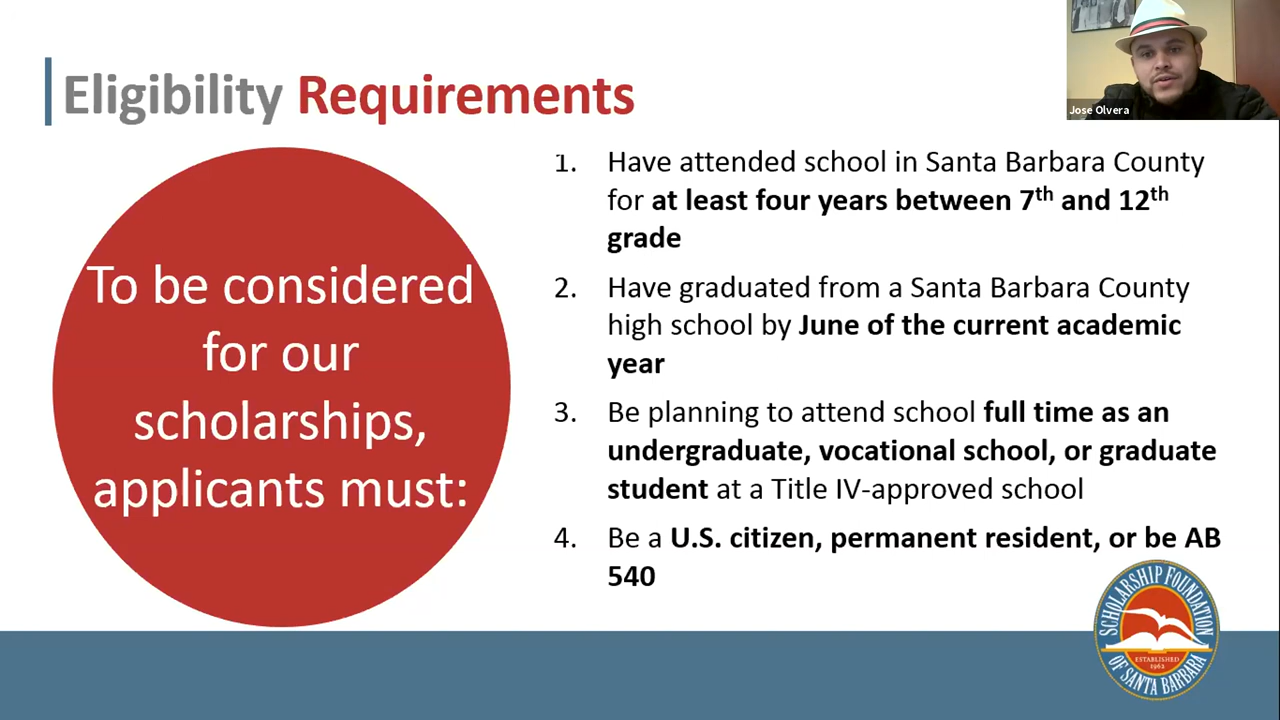 Eligibility Requirements
Jose Olvera
To be considered
for our
scholarships,
applicants must:
1. Have attended school in Santa Barbara County
for at least four years between 7th and 12th
grade
2. Have graduated from a Santa Barbara County
high school by June of the current academic
year
3. Be planning to attend school full time as an
undergraduate, vocational school, or graduate
student at a Title IV-approved school
4. Be a U.S. citizen, permanent resident, or be AB
540
SCHOLARSHIP FOUNDATION
ESTABLISHED
1962
OF SANTA BARBARA